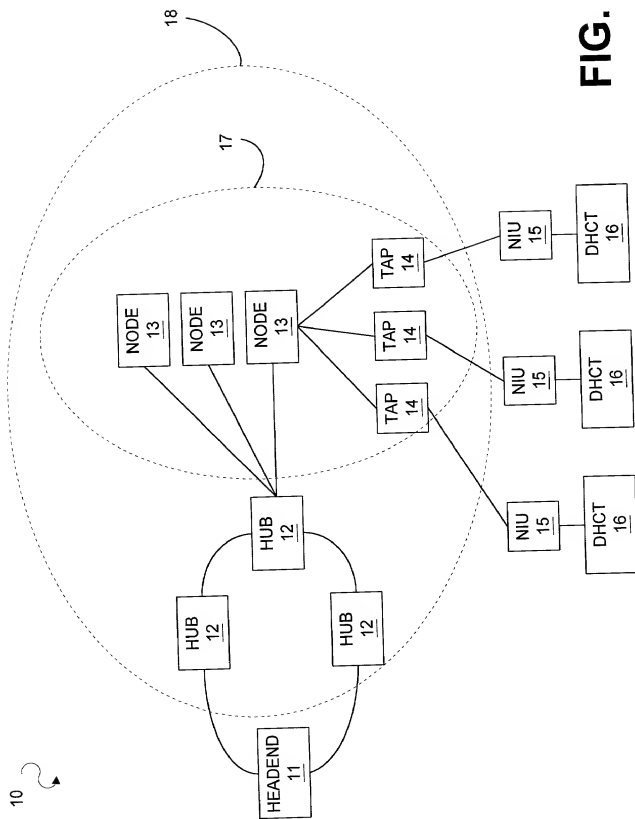 10
18
17
HEADEND
11
HUB
12
HUB
12
HUB
12
NODE
13
NODE
13
NODE
13
TAP
14
TAP
14
TAP
14
NIU
15
NIU
15
NIU
15
DHCT
16
DHCT
16
DHCT
16
FIG.